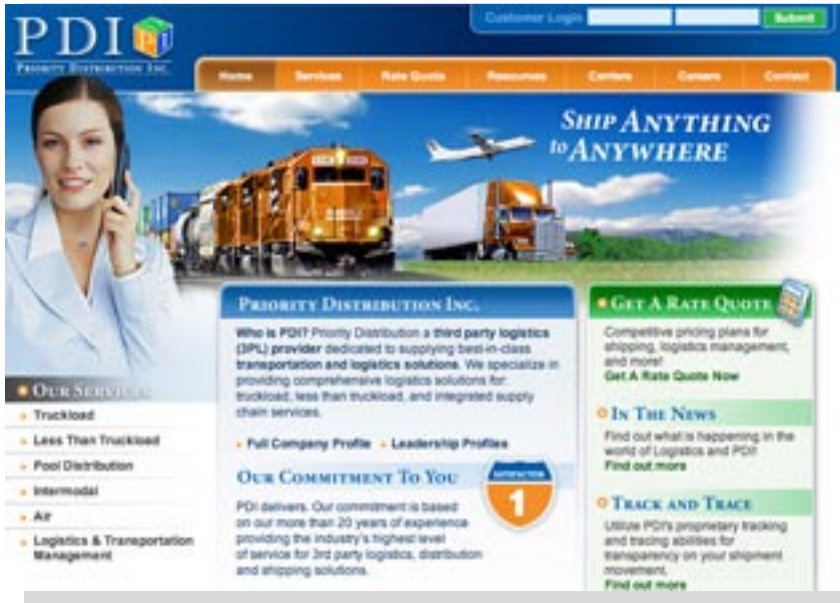 Customer Login
Submit
PDI
PRIORITY DISTRIBUTION INC.
Home
Services
Rate Quote
Resources
Carriers
Careers
Contact
SHIP ANYTHING
to ANYWHERE
PRIORITY DISTRIBUTION INC.
Who is PDI? Priority Distribution a third party logistics
(3PL) provider dedicated to supplying best-in-class
transportation and logistics solutions. We specialize in
providing comprehensive logistics solutions for:
truckload, less than truckload, and integrated supply
chain services.
Full Company Profile
Leadership Profiles
OUR COMMITMENT TO YOU
PDI delivers. Our commitment is based
on our more than 20 years of experience
providing the industry's highest level
of service for 3rd party logistics, distribution
and shipping solutions.
SATISFACTION
1
OUR SERVICES
Truckload
Less Than Truckload
Pool Distribution
Intermodal
Air
Logistics & Transportation
Management
GET A RATE QUOTE
Competitive pricing plans for
shipping, logistics management,
and more!
Get A Rate Quote Now
IN THE NEWS
Find out what is happening in the
world of Logistics and PDI!
Find out more
TRACK AND TRACE
Utilize PDI's proprietary tracking
and tracing abilities for
transparency on your shipment
movement.
Find out more